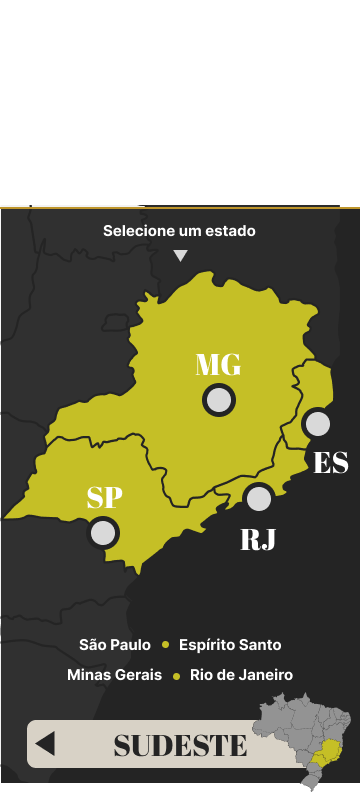 Selecione um estado
MG
ES
SP
RJ
São Paulo • Espírito Santo
Minas Gerais • Rio de Janeiro
SUDESTE